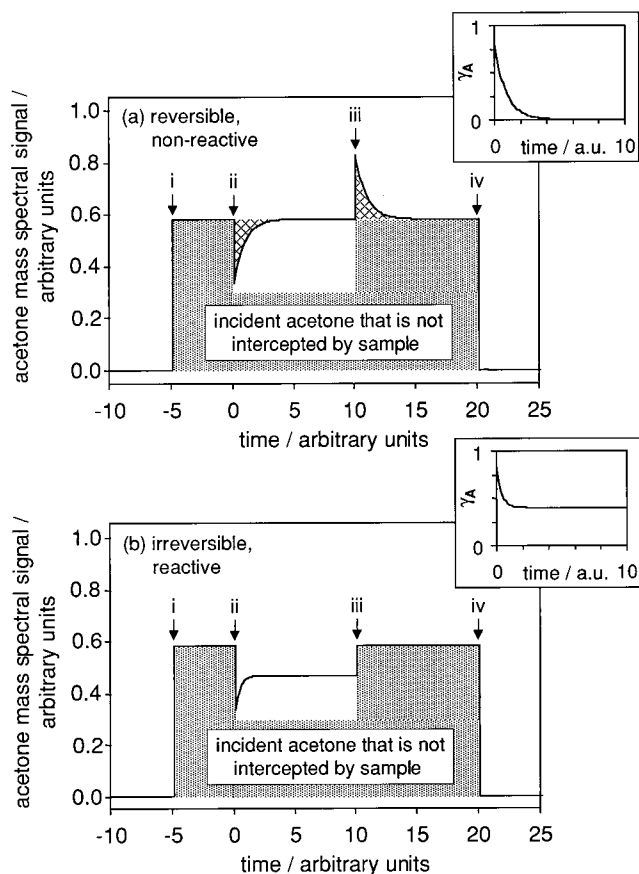 1
γA
0
0
10
time / a.u.
acetone mass spectral signal /
arbitrary units
1.0
0.8
0.6
0.4
0.2
0.0
(a) reversible,
non-reactive
i
ii
iii
iv
incident acetone that is not
intercepted by sample
-10
-5
0
5
10
15
20
25
time / arbitrary units
1
γA
0
0
time / a.u. 10
acetone mass spectral signal /
arbitrary units
1.0
0.8
0.6
0.4
0.2
0.0
(b) irreversible,
reactive
i
ii
iii
iv
incident acetone that is not
intercepted by sample
-10
-5
0
5
10
15
20
25
time / arbitrary units